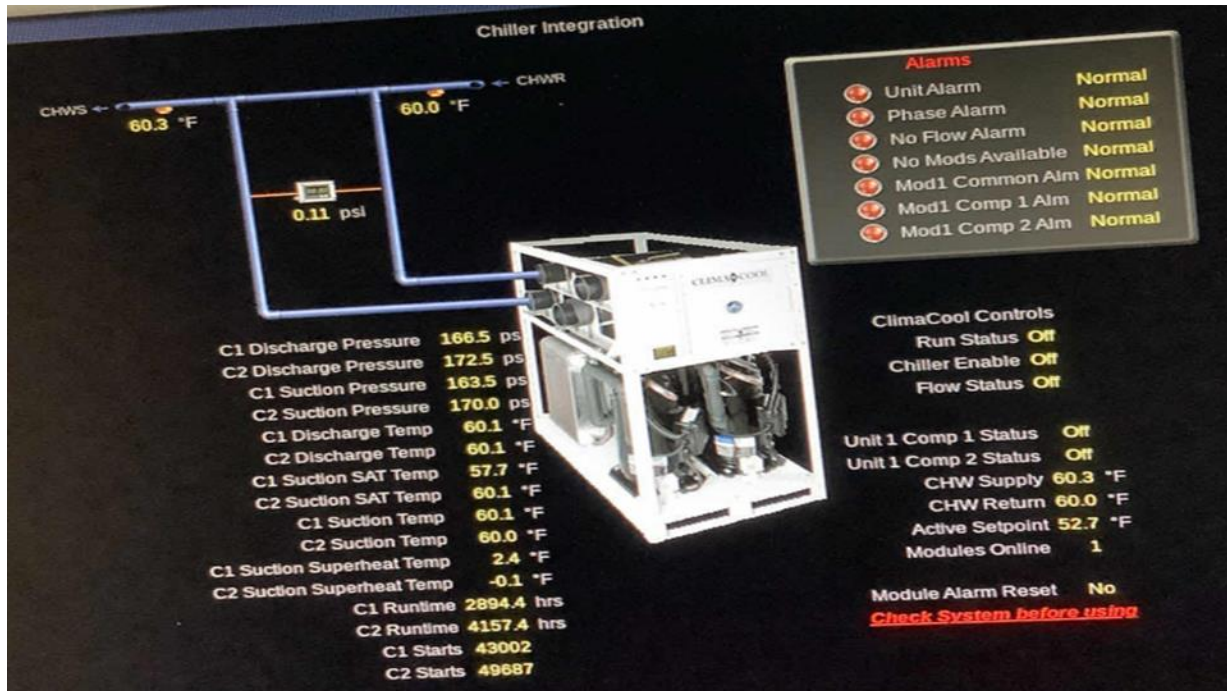 Chiller Integration
CHWS
60.3 °F
CHWR
60.0 °F
0.11 psi
Alarms
Unit Alarm Normal
Phase Alarm Normal
No Flow Alarm Normal
No Mods Available Normal
Mod1 Common Alm Normal
Mod1 Comp 1 Alm Normal
Mod1 Comp 2 Alm Normal
CLIMACOOL
C1 Discharge Pressure 166.5 ps
C2 Discharge Pressure 172.5 ps
C1 Suction Pressure 163.5 ps
C2 Suction Pressure 170.0 ps
C1 Discharge Temp 60.1 °F
C2 Discharge Temp 60.1 °F
C1 Suction SAT Temp 57.7 °F
C2 Suction SAT Temp 60.1 °F
C1 Suction Temp 60.1 °F
C2 Suction Temp 60.0 °F
C1 Suction Superheat Temp 2.4 °F
C2 Suction Superheat Temp -0.1 °F
C1 Runtime 2894.4 hrs
C2 Runtime 4157.4 hrs
C1 Starts 43002
C2 Starts 49687
ClimaCool Controls
Run Status Off
Chiller Enable Off
Flow Status Off
Unit 1 Comp 1 Status Off
Unit 1 Comp 2 Status Off
CHW Supply 60.3 °F
CHW Return 60.0 °F
Active Setpoint 52.7 °F
Modules Online 1
Module Alarm Reset No
Check System before using